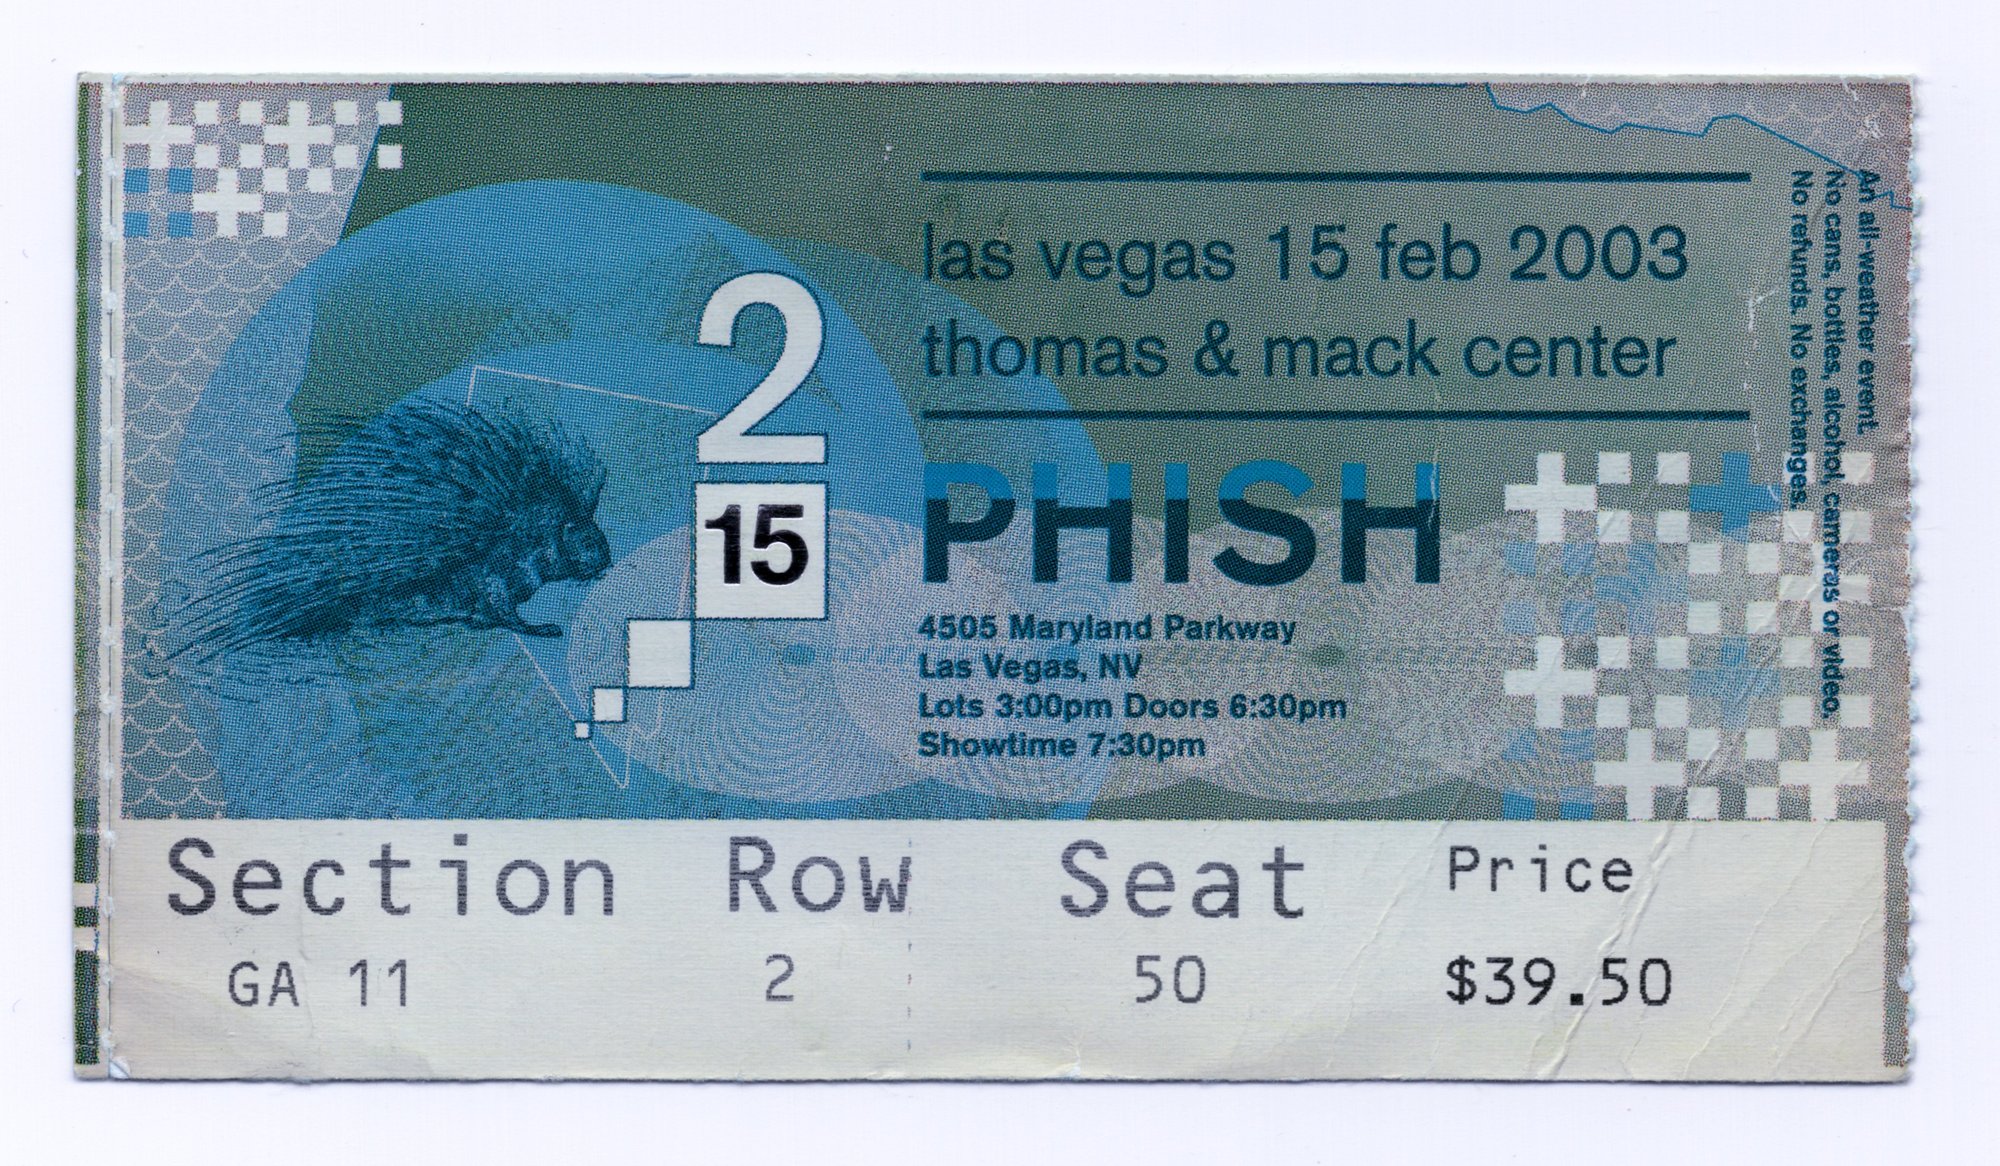 las vegas 15 feb 2003
thomas & mack center
2
15
PHISH
4505 Maryland Parkway
Las Vegas, NV
Lots 3:00pm Doors 6:30pm
Showtime 7:30pm
An all-weather event.
No cans, bottles, alcohol, cameras or video.
No refunds. No exchanges.
Section Row Seat Price
GA 11 2 50 $39.50